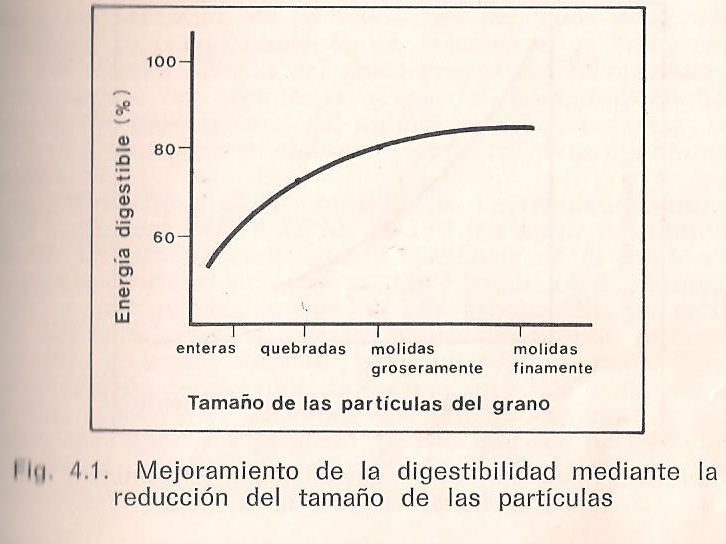 100
80
60
Energía digestible (%)
enteras quebradas molidas groseramente molidas finamente
Tamaño de las partículas del grano
Fig. 4.1. Mejoramiento de la digestibilidad mediante la
reducción del tamaño de las partículas